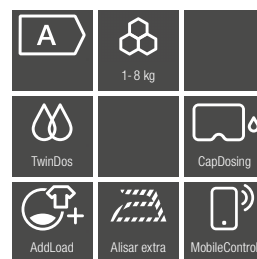 A
1-8 kg
TwinDos
CapDosing
AddLoad
Alisar extra
MobileControl